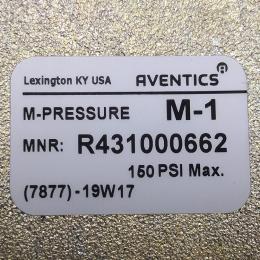 Lexington KY USA AVENTICS®
M-PRESSURE M-1
MNR: R431000662
150 PSI Max.
(7877)-19W17